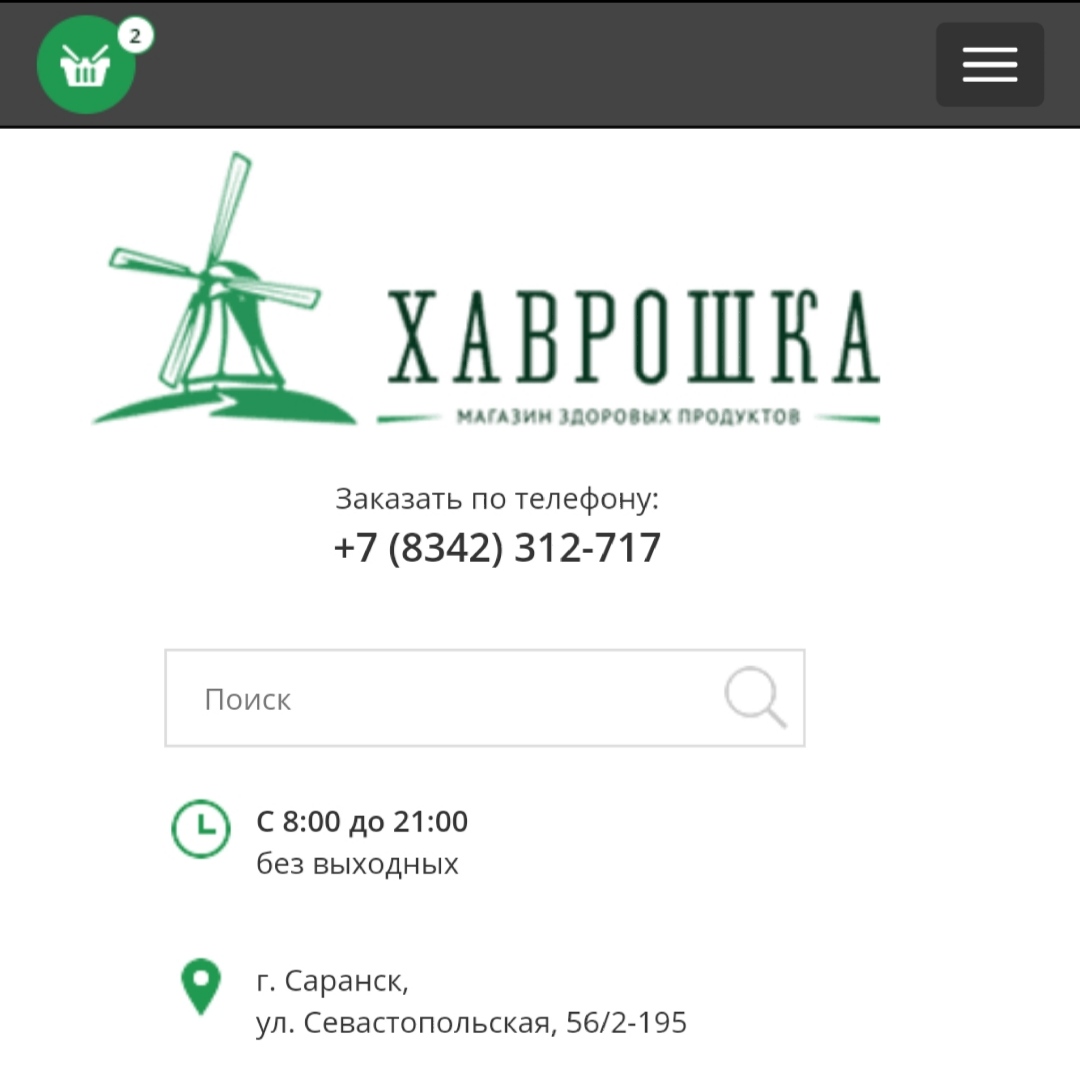 2
ХАВРОШКА
МАГАЗИН ЗДОРОВЫХ ПРОДУКТОВ
Заказать по телефону:
+7 (8342) 312-717
Поиск
С 8:00 до 21:00
без выходных
г. Саранск,
ул. Севастопольская, 56/2-195